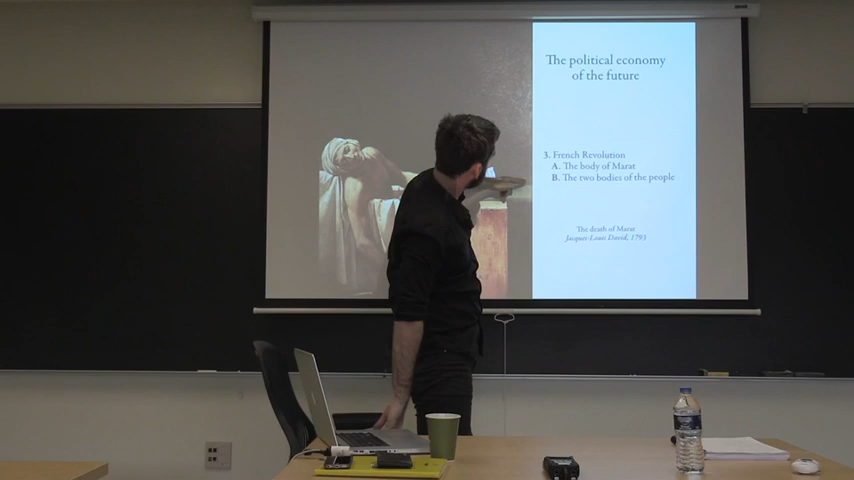 The political economy
of the future
3. French Revolution
A. The body of Marat
B. The two bodies of the people
The death of Marat
Jacques-Louis David, 1793